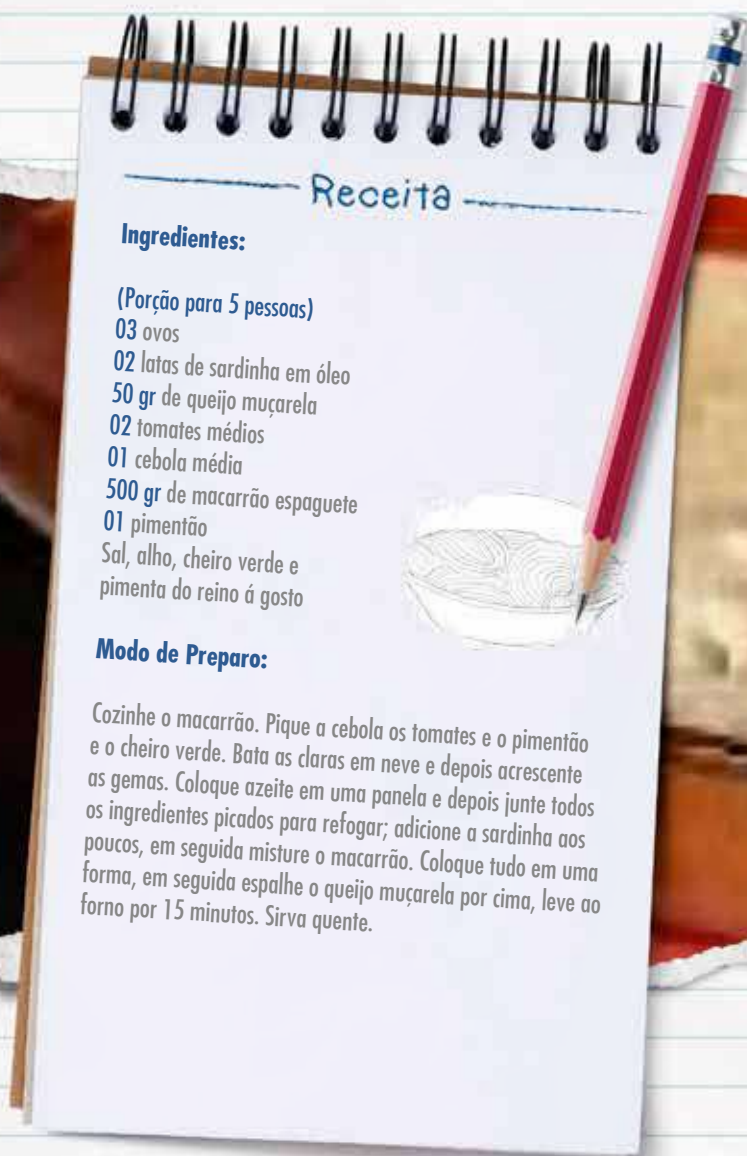 Receita
Ingredientes:
(Porção para 5 pessoas)
03 ovos
02 latas de sardinha em óleo
50 gr de queijo muçarela
02 tomates médios
01 cebola média
500 gr de macarrão espaguete
01 pimentão
Sal, alho, cheiro verde e
pimenta do reino á gosto
Modo de Preparo:
Cozinhe o macarrão. Pique a cebola os tomates e o pimentão
e o cheiro verde. Bata as claras em neve e depois acrescente
as gemas. Coloque azeite em uma panela e depois junte todos
os ingredientes picados para refogar; adicione a sardinha aos
poucos, em seguida misture o macarrão. Coloque tudo em uma
forma, em seguida espalhe o queijo muçarela por cima, leve ao
forno por 15 minutos. Sirva quente.